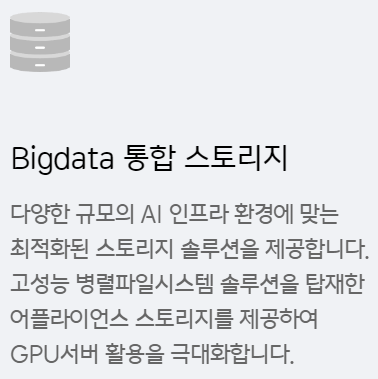 Bigdata 통합 스토리지
다양한 규모의 AI 인프라 환경에 맞는
최적화된 스토리지 솔루션을 제공합니다.
고성능 병렬파일시스템 솔루션을 탑재한
어플라이언스 스토리지를 제공하여
GPU서버 활용을 극대화합니다.